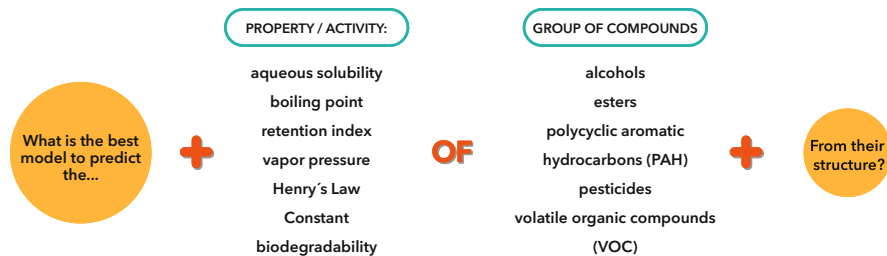 What is the best
model to predict
the...
PROPERTY / ACTIVITY:
aqueous solubility
boiling point
retention index
vapor pressure
Henry´s Law
Constant
biodegradability
OF
GROUP OF COMPOUNDS
alcohols
esters
polycyclic aromatic
hydrocarbons (PAH)
pesticides
volatile organic compounds
(VOC)
From their
structure?